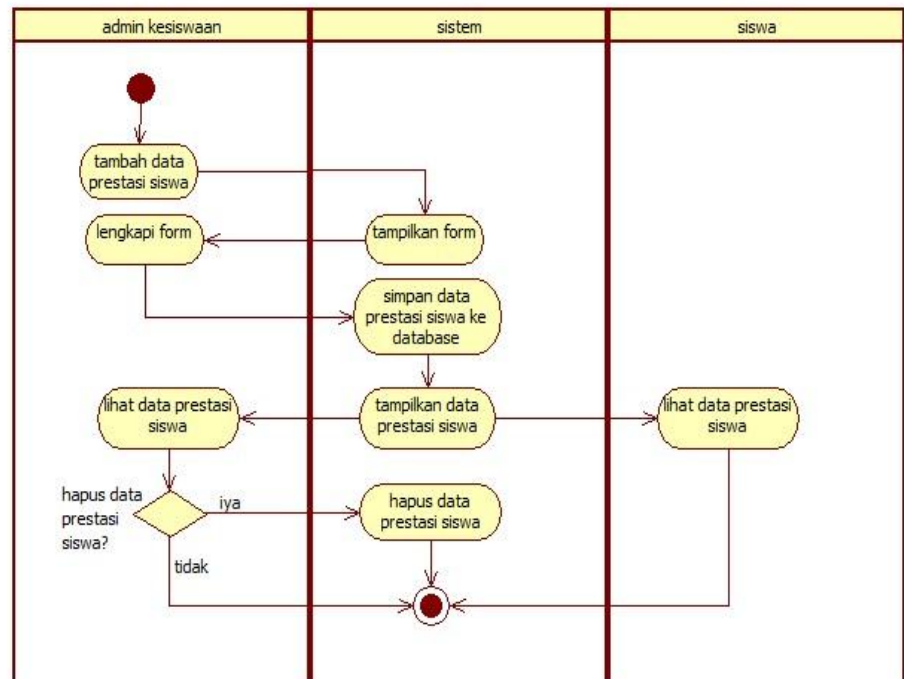 admin kesiswaan
sistem
siswa
tambah data
prestasi siswa
lengkapi form
tampilkan form
simpan data
prestasi siswa ke
database
lihat data prestasi
siswa
tampilkan data
prestasi siswa
lihat data prestasi
siswa
hapus data
prestasi
siswa?
iya
hapus data
prestasi siswa
tidak